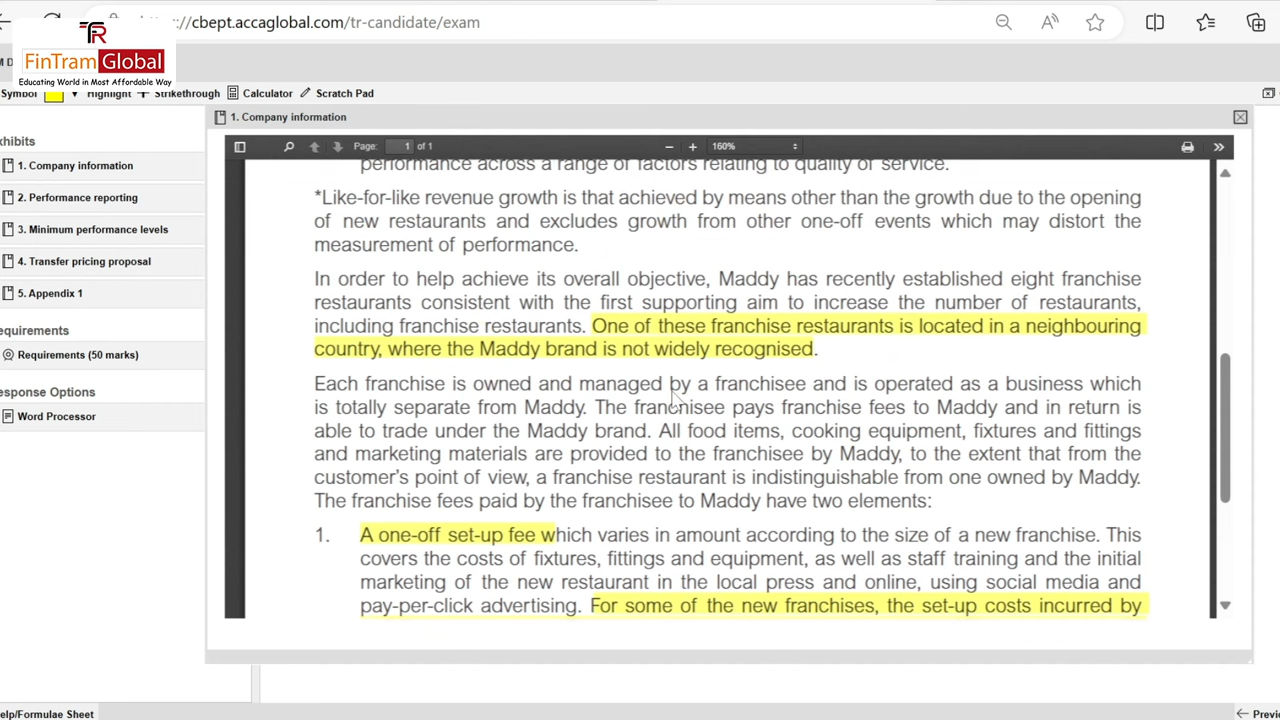 ://cbept.accaglobal.com/tr-candidate/exam
FR
FinTram Global
Educating World in Most Affordable Way
M D
Symbol Highlight Strikethrough Calculator Scratch Pad
1. Company information
xhibits
1. Company information
2. Performance reporting
3. Minimum performance levels
4. Transfer pricing proposal
5. Appendix 1
equirements
Requirements (50 marks)
esponse Options
Word Processor
Page: 1 of 1 160%
performance across a range of factors relating to quality of service.
*Like-for-like revenue growth is that achieved by means other than the growth due to the opening
of new restaurants and excludes growth from other one-off events which may distort the
measurement of performance.
In order to help achieve its overall objective, Maddy has recently established eight franchise
restaurants consistent with the first supporting aim to increase the number of restaurants,
including franchise restaurants. One of these franchise restaurants is located in a neighbouring
country, where the Maddy brand is not widely recognised.
Each franchise is owned and managed by a franchisee and is operated as a business which
is totally separate from Maddy. The franchisee pays franchise fees to Maddy and in return is
able to trade under the Maddy brand. All food items, cooking equipment, fixtures and fittings
and marketing materials are provided to the franchisee by Maddy, to the extent that from the
customer's point of view, a franchise restaurant is indistinguishable from one owned by Maddy.
The franchise fees paid by the franchisee to Maddy have two elements:
1. A one-off set-up fee which varies in amount according to the size of a new franchise. This
covers the costs of fixtures, fittings and equipment, as well as staff training and the initial
marketing of the new restaurant in the local press and online, using social media and
pay-per-click advertising. For some of the new franchises, the set-up costs incurred by
elp/Formulae Sheet
Previo